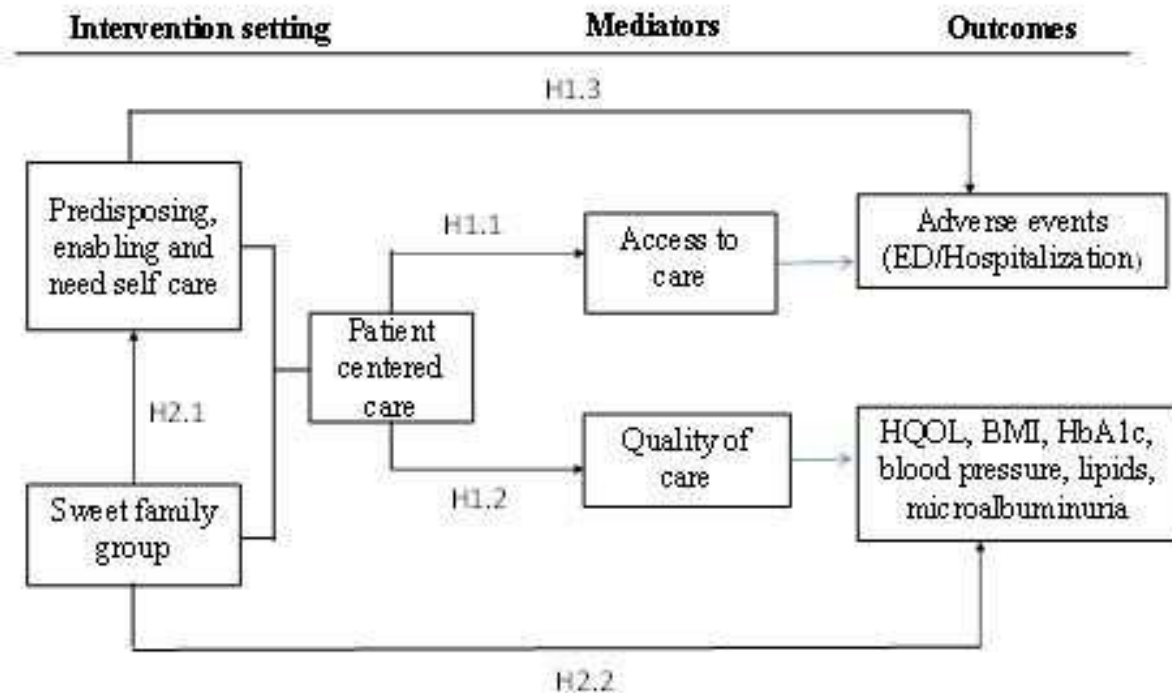 Intervention setting Mediators Outcomes
H1.3
Predisposing,
enabling and
need self care
H1.1
Access to
care
Adverse events
(ED/Hospitalization)
Patient
centered
care
H2.1
Sweet family
group
H1.2
Quality of
care
HQOL, BMI, HbA1c,
blood pressure, lipids,
microalbuminuria
H2.2